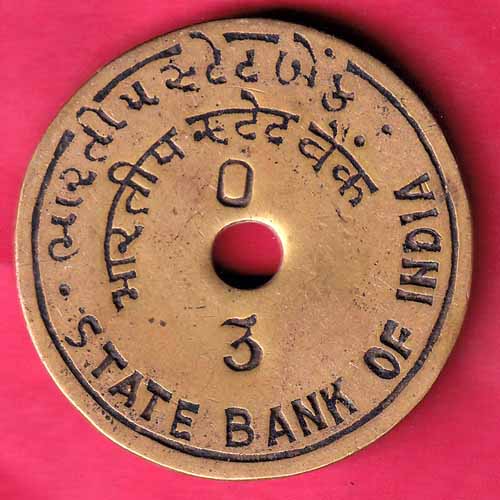 ભારતીય સ્ટેટ બેંક
भारतीय स्टेट बैंक
0
3
STATE BANK OF INDIA